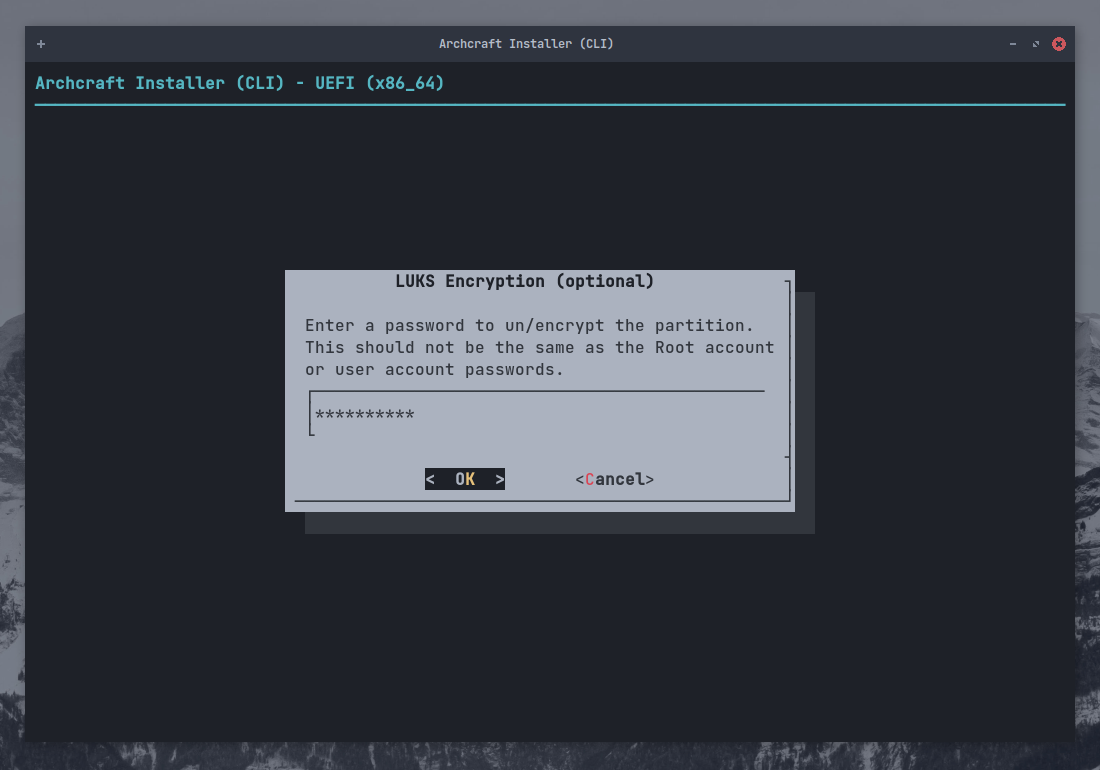 Archcraft Installer (CLI)
Archcraft Installer (CLI) - UEFI (x86_64)
LUKS Encryption (optional)
Enter a password to un/encrypt the partition.
This should not be the same as the Root account
or user account passwords.
**********
< OK > <Cancel>